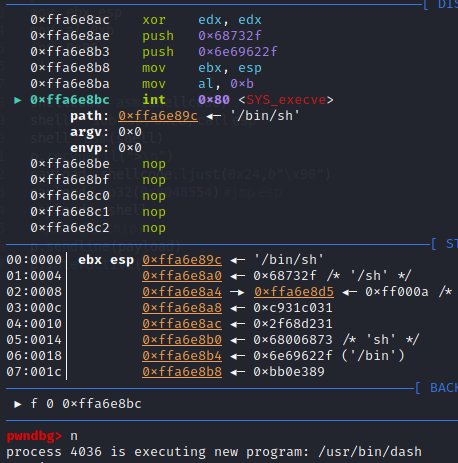 [ DIS
0×ffa6e8ac xor edx, edx
0×ffa6e8ae push 0×68732f
0×ffa6e8b3 push 0×6e69622f
0×ffa6e8b8 mov ebx, esp
0×ffa6e8ba mov al, 0×b
► 0×ffa6e8bc int 0×80 <SYS_execve>
path: 0×ffa6e89c ◂— '/bin/sh'
argv: 0×0
envp: 0×0
0×ffa6e8be nop
0×ffa6e8bf nop
0×ffa6e8c0 nop
0×ffa6e8c1 nop
0×ffa6e8c2 nop
[ ST
00:0000│ ebx esp 0×ffa6e89c ◂— '/bin/sh'
01:0004│ 0×ffa6e8a0 ◂— 0×68732f /* '/sh' */
02:0008│ 0×ffa6e8a4 —▸ 0×ffa6e8d5 ◂— 0×ff000a /*
03:000c│ 0×ffa6e8a8 ◂— 0×c931c031
04:0010│ 0×ffa6e8ac ◂— 0×2f68d231
05:0014│ 0×ffa6e8b0 ◂— 0×68006873 /* 'sh' */
06:0018│ 0×ffa6e8b4 ◂— 0×6e69622f ('/bin')
07:001c│ 0×ffa6e8b8 ◂— 0×bb0e389
[ BACK
► f 0 0×ffa6e8bc
pwndbg> n
process 4036 is executing new program: /usr/bin/dash